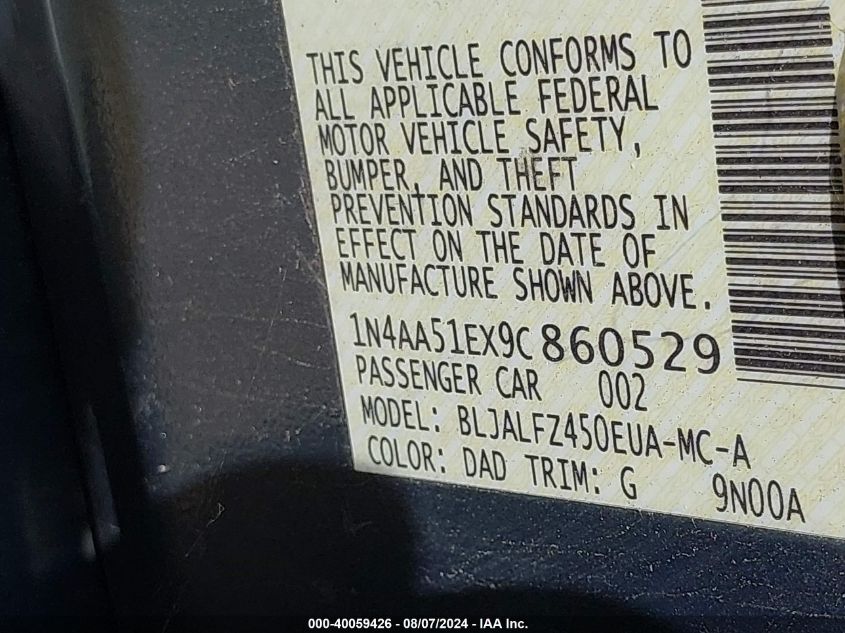 THIS VEHICLE CONFORMS TO
ALL APPLICABLE FEDERAL
MOTOR VEHICLE SAFETY,
BUMPER, AND THEFT
PREVENTION STANDARDS IN
EFFECT ON THE DATE OF
MANUFACTURE SHOWN ABOVE.
1N4AA51EX9C860529
PASSENGER CAR 002
MODEL: BLJALFZ450EUA-MC-A
COLOR: DAD TRIM: G 9N00A
000-40059426 - 08/07/2024 - IAA Inc.